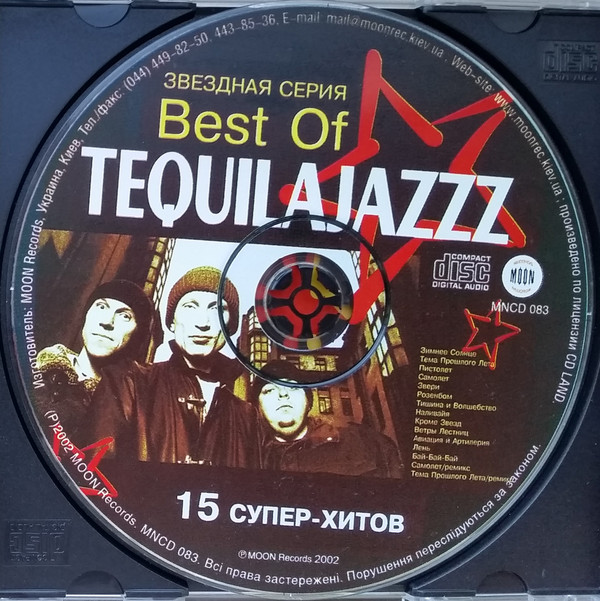 Изготовитель: MOON Records, Украина, Киев, Тел./факс: (044) 449-82-50, 443-85-36, E-mail mail@moonrec.kiev.ua, Web-site: www.moonrec.kiev.ua; произведено по лицензии CD LAND
ЗВЕЗДНАЯ СЕРИЯ
Best Of
TEQUILAJAZZZ
COMPACT
disc
DIGITAL AUDIO
MOON
MNCD 083
Зимнее Солнце
Тема Прошлого Лета
Пистолет
Самолет
Звери
Розенбом
Тишина и Волшебство
Наливайя
Кроме Звезд
Ветры Лестниц
Авиация и Артилерия
Лень
Бай-Бай-Бай
Самолет/ремикс
Тема Прошлого Лета/ремикс
15 СУПЕР-ХИТОВ
℗ MOON Records 2002
(P)2002 MOON Records. MNCD 083. Всі права застережені. Порушення переслідуються за законом.